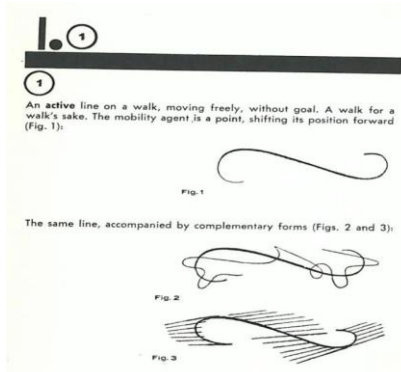 I. 1
1
An active line on a walk, moving freely, without goal. A walk for a
walk's sake. The mobility agent is a point, shifting its position forward
(Fig. 1):
Fig. 1
The same line, accompanied by complementary forms (Figs. 2 and 3):
Fig. 2
Fig. 3